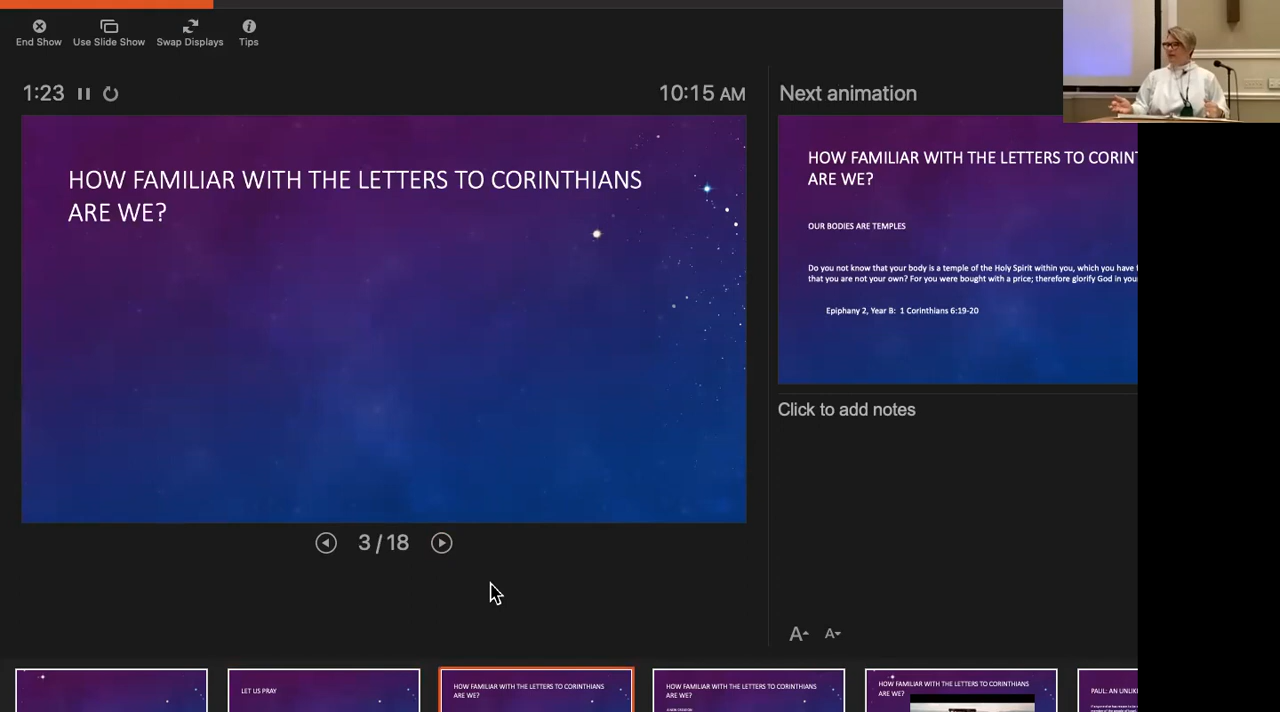 End Show
Use Slide Show
Swap Displays
Tips
1:23
10:15 AM
HOW FAMILIAR WITH THE LETTERS TO CORINTHIANS
ARE WE?
3 / 18
Next animation
HOW FAMILIAR WITH THE LETTERS TO CORINT
ARE WE?
OUR BODIES ARE TEMPLES
Do you not know that your body is a temple of the Holy Spirit within you, which you have
that you are not your own? For you were bought with a price; therefore glorify God in you
Epiphany 2, Year B: 1 Corinthians 6:19-20
Click to add notes
A A
LET US PRAY
HOW FAMILIAR WITH THE LETTERS TO CORINTHIANS
ARE WE?
HOW FAMILIAR WITH THE LETTERS TO CORINTHIANS
ARE WE?
HOW FAMILIAR WITH THE LETTERS TO CORINTHIANS
ARE WE?
PAUL: AN UNLIK